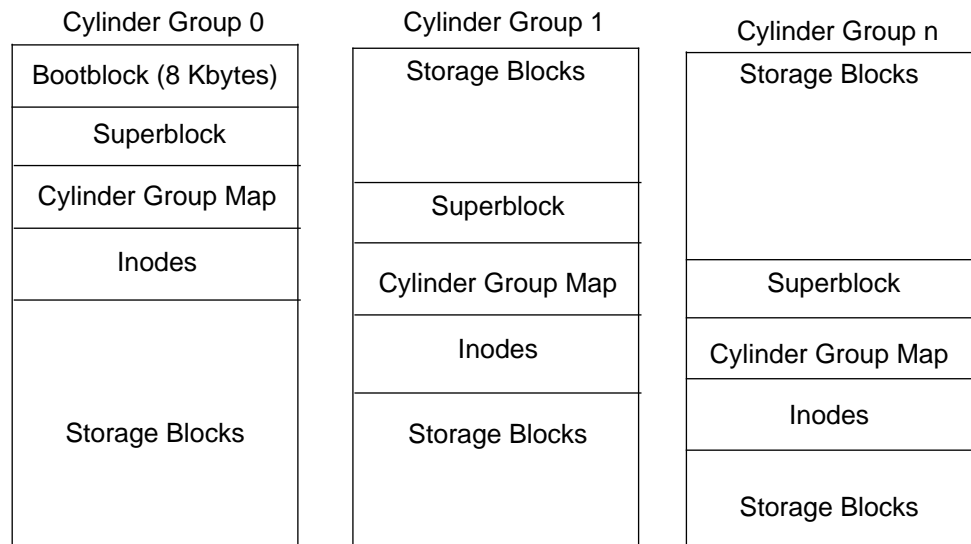 Cylinder Group 0
Bootblock (8 Kbytes)
Superblock
Cylinder Group Map
Inodes
Storage Blocks
Cylinder Group 1
Storage Blocks
Superblock
Cylinder Group Map
Inodes
Storage Blocks
Cylinder Group n
Storage Blocks
Superblock
Cylinder Group Map
Inodes
Storage Blocks